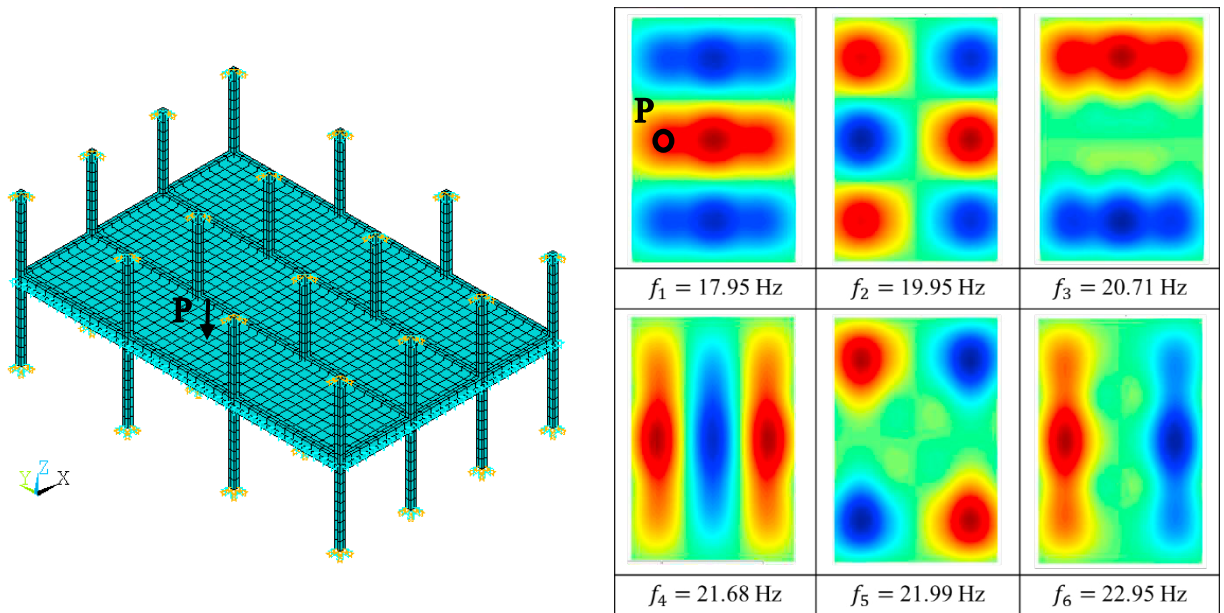 P
Y
Z
X
P
f₁ = 17.95 Hz
f₂ = 19.95 Hz
f₃ = 20.71 Hz
f₄ = 21.68 Hz
f₅ = 21.99 Hz
f₆ = 22.95 Hz